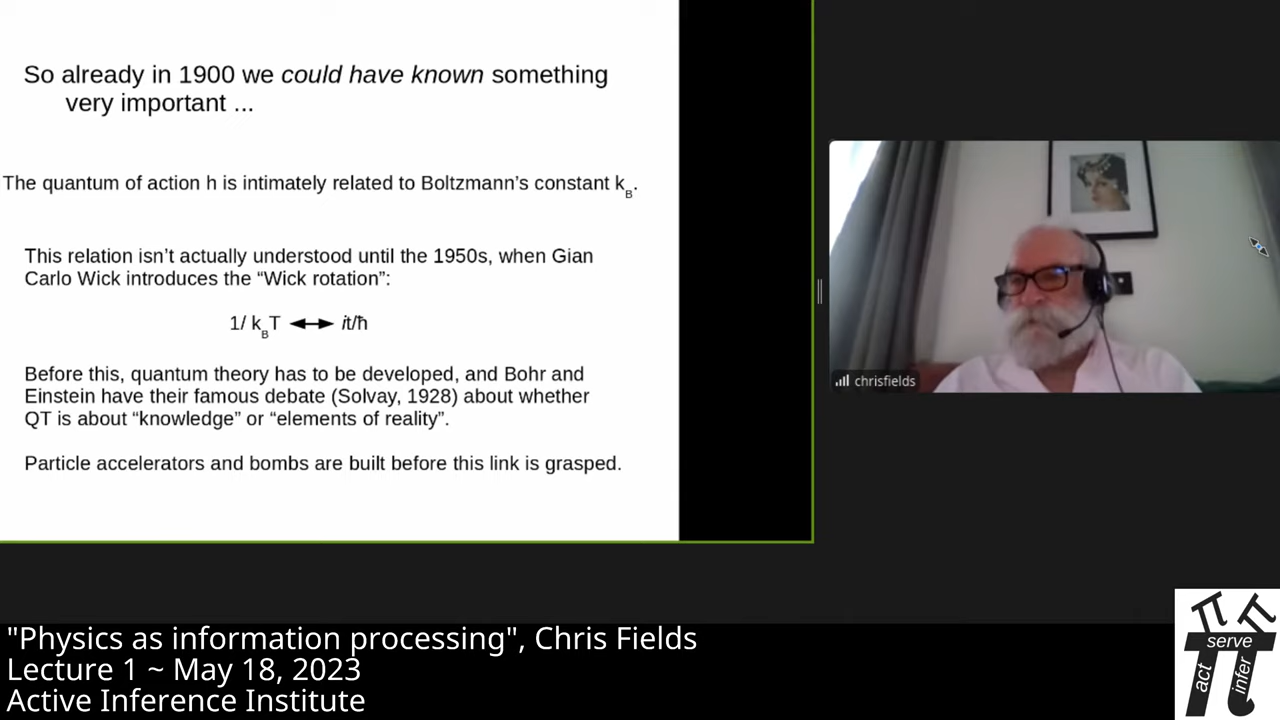 So already in 1900 we could have known something
very important ...
The quantum of action h is intimately related to Boltzmann's constant kB.
This relation isn't actually understood until the 1950s, when Gian
Carlo Wick introduces the “Wick rotation”:
1/ kBT ↔ it/ħ
Before this, quantum theory has to be developed, and Bohr and
Einstein have their famous debate (Solvay, 1928) about whether
QT is about “knowledge” or “elements of reality”.
Particle accelerators and bombs are built before this link is grasped.
chrisfields
"Physics as information processing", Chris Fields
Lecture 1 ~ May 18, 2023
Active Inference Institute
serve
act
infer